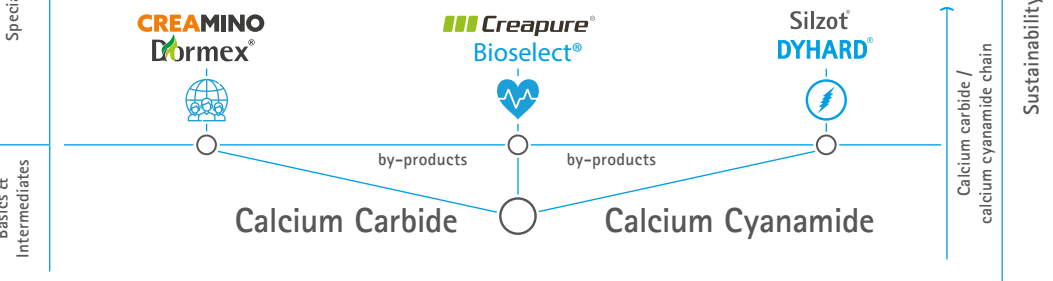 Specia
CREAMINO
Dormex®
Creapure®
Bioselect®
Silzot®
DYHARD®
by-products
by-products
Calcium Carbide
Calcium Cyanamide
Basics &
Intermediates
Calcium carbide /
calcium cyanamide chain
Sustainability